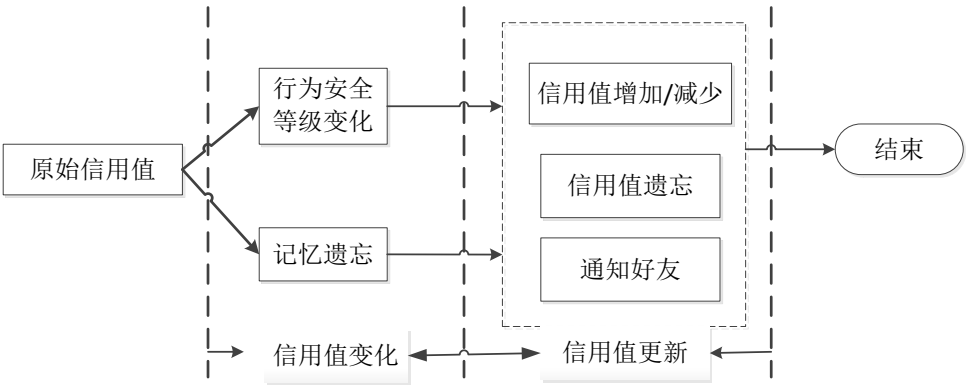 原始信用值
行为安全
等级变化
记忆遗忘
信用值增加/减少
信用值遗忘
通知好友
结束
信用值变化
信用值更新